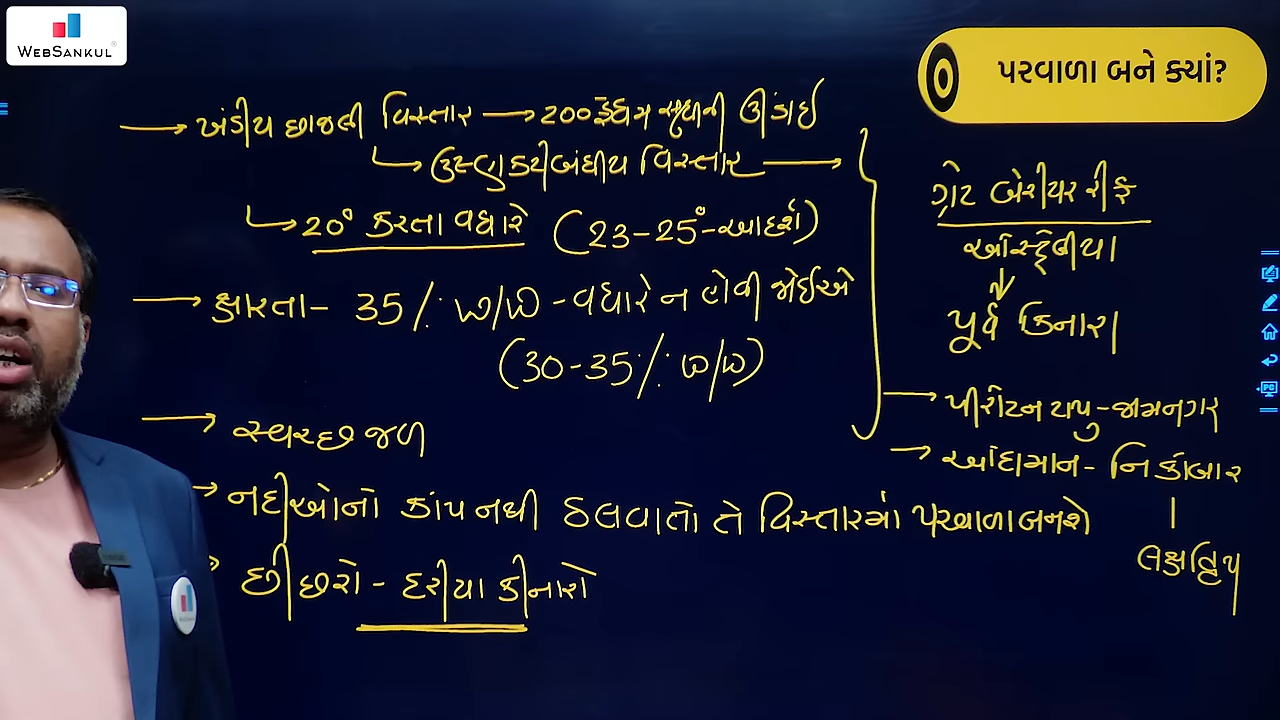 WEBSANKUL
પરવાળા બને ક્યાં?
→ ખંડીય છાજલી વિસ્તાર → 200 ફેધમ સુધીની ઊંડાઈ
↳ ઉષ્ણકટીબંધીય વિસ્તાર →
↳ 20° કરતા વધારે (23-25°-આદર્શ)
→ ક્ષારતા - 35 /. w/w - વધારે ન હોવી જોઈએ
(30-35 ./. w/w)
→ સ્વચ્છ જળ
→ નદીઓનો કાંપ નથી ઠલવાતો તે વિસ્તારમાં પરવાળા બનશે
છીછરો - દરીયા કીનારો
ગ્રેટ બેરીયર રીફ
ઓસ્ટ્રેલીયા
↓
પૂર્વ કિનારા
→ પીરોટન ટાપુ - જામનગર
→ આંદામાન - નિકોબાર
લક્ષદ્વિપ